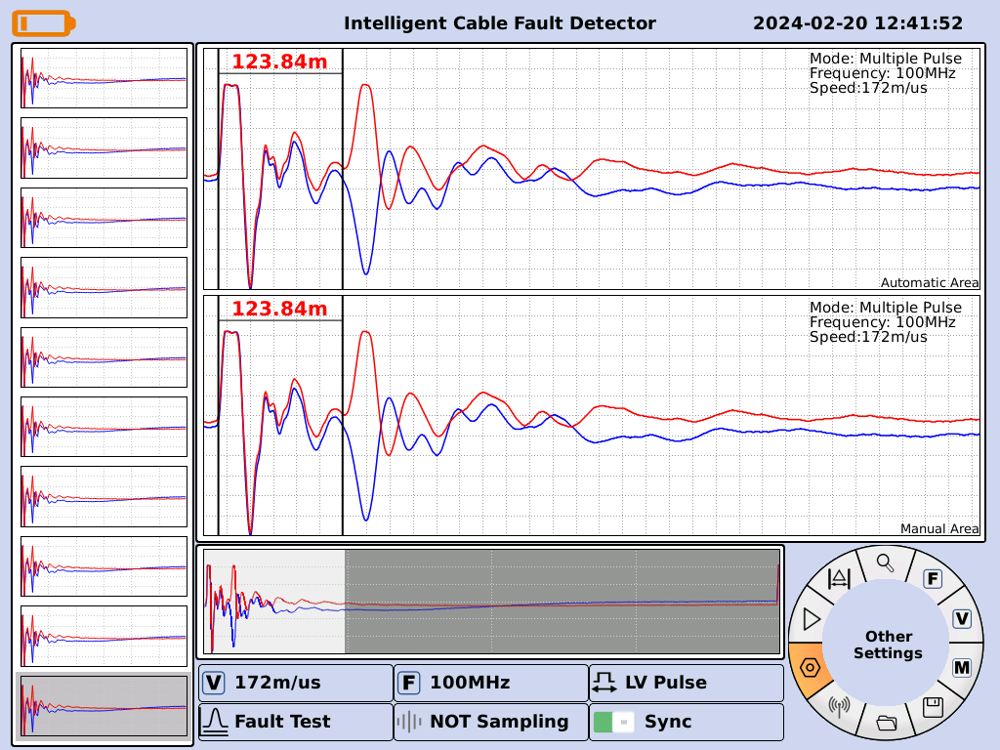 Intelligent Cable Fault Detector
2024-02-20 12:41:52
123.84m
Mode: Multiple Pulse
Frequency: 100MHz
Speed:172m/us
Automatic Area
123.84m
Mode: Multiple Pulse
Frequency: 100MHz
Speed:172m/us
Manual Area
F
V
M
Other
Settings
V 172m/us
F 100MHz
LV Pulse
Fault Test
NOT Sampling
Sync